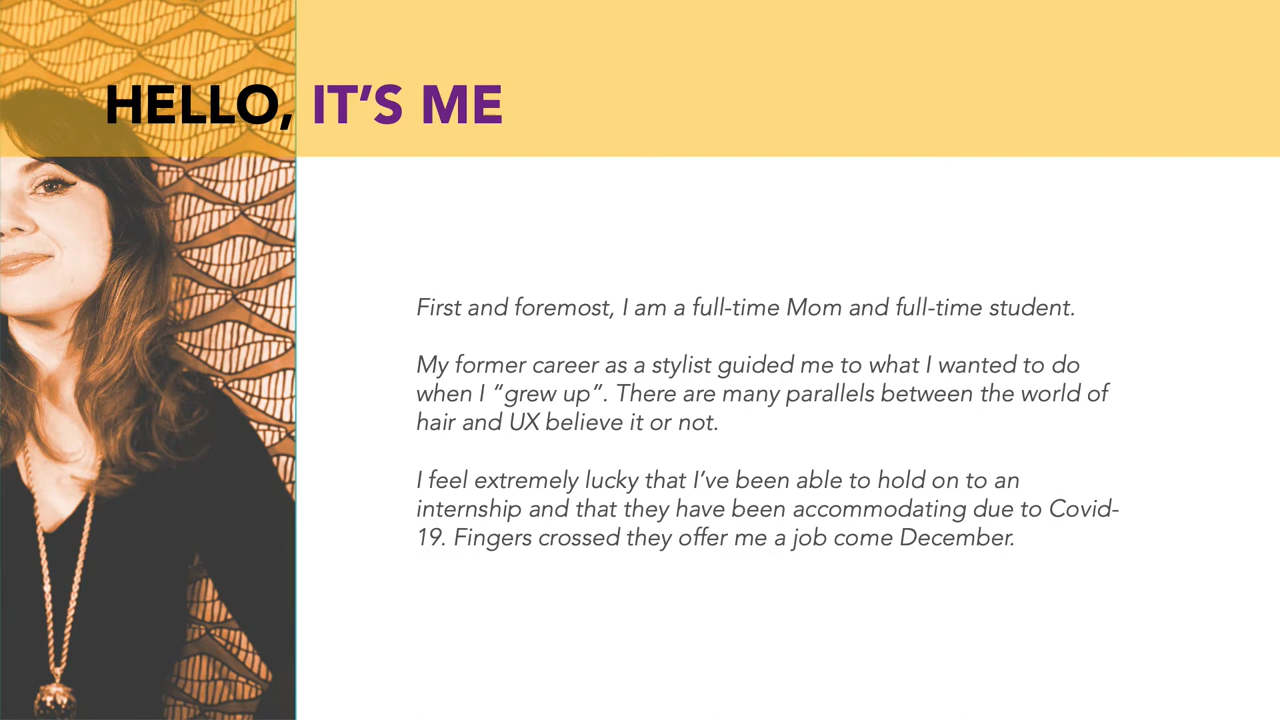 HELLO, IT’S ME
First and foremost, I am a full-time Mom and full-time student.
My former career as a stylist guided me to what I wanted to do
when I “grew up”. There are many parallels between the world of
hair and UX believe it or not.
I feel extremely lucky that I’ve been able to hold on to an
internship and that they have been accommodating due to Covid-
19. Fingers crossed they offer me a job come December.